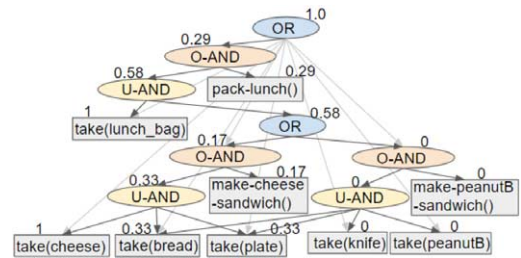 1.0
OR
0.29
O-AND
0.58
0.29
U-AND
pack-lunch()
1
0.58
take(lunch_bag)
OR
0.17
0
O-AND
O-AND
0.33
0.17
0
0
U-AND
make-cheese
-sandwich()
U-AND
make-peanutB
-sandwich()
1
0.33
0.33
0
0
take(cheese)
take(bread)
take(plate)
take(knife)
take(peanutB)